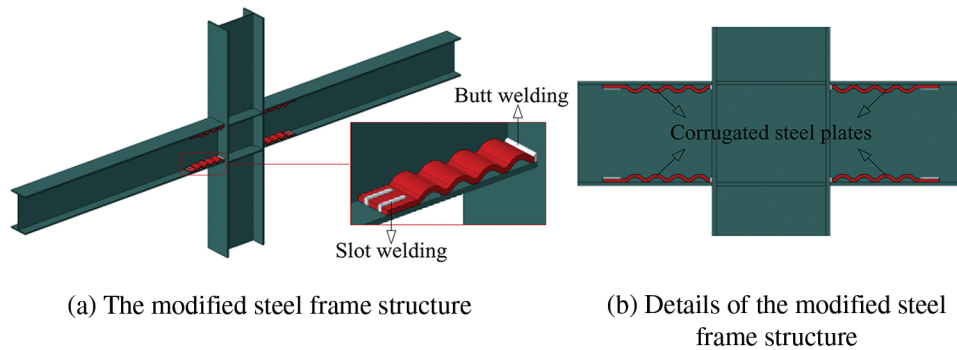 Butt welding
Slot welding
Corrugated steel plates
(a) The modified steel frame structure
(b) Details of the modified steel
frame structure